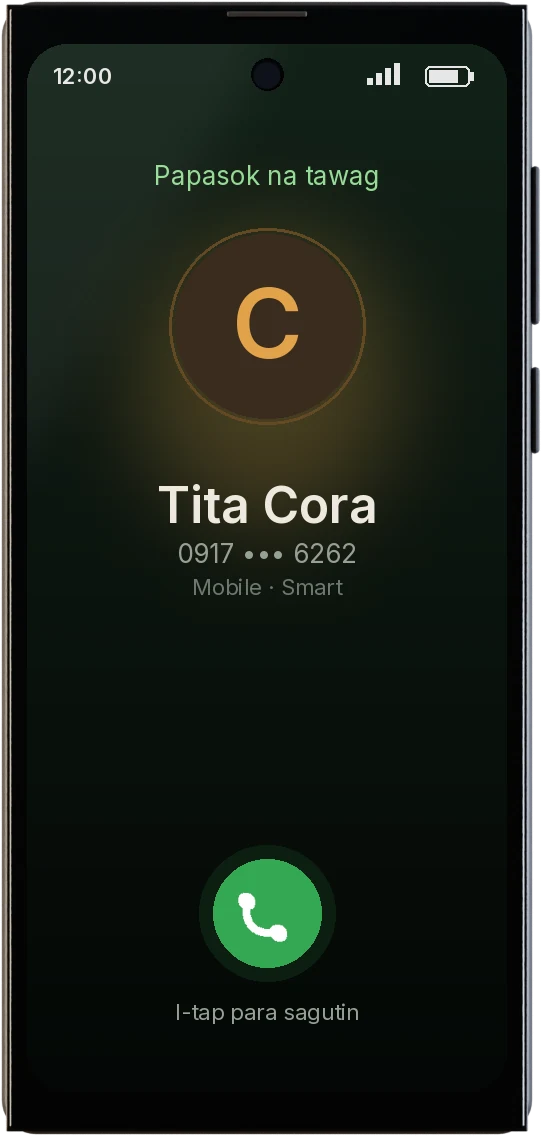 12:00
Papasok na tawag
C
Tita Cora
0917 ••• 6262
Mobile · Smart
I-tap para sagutin